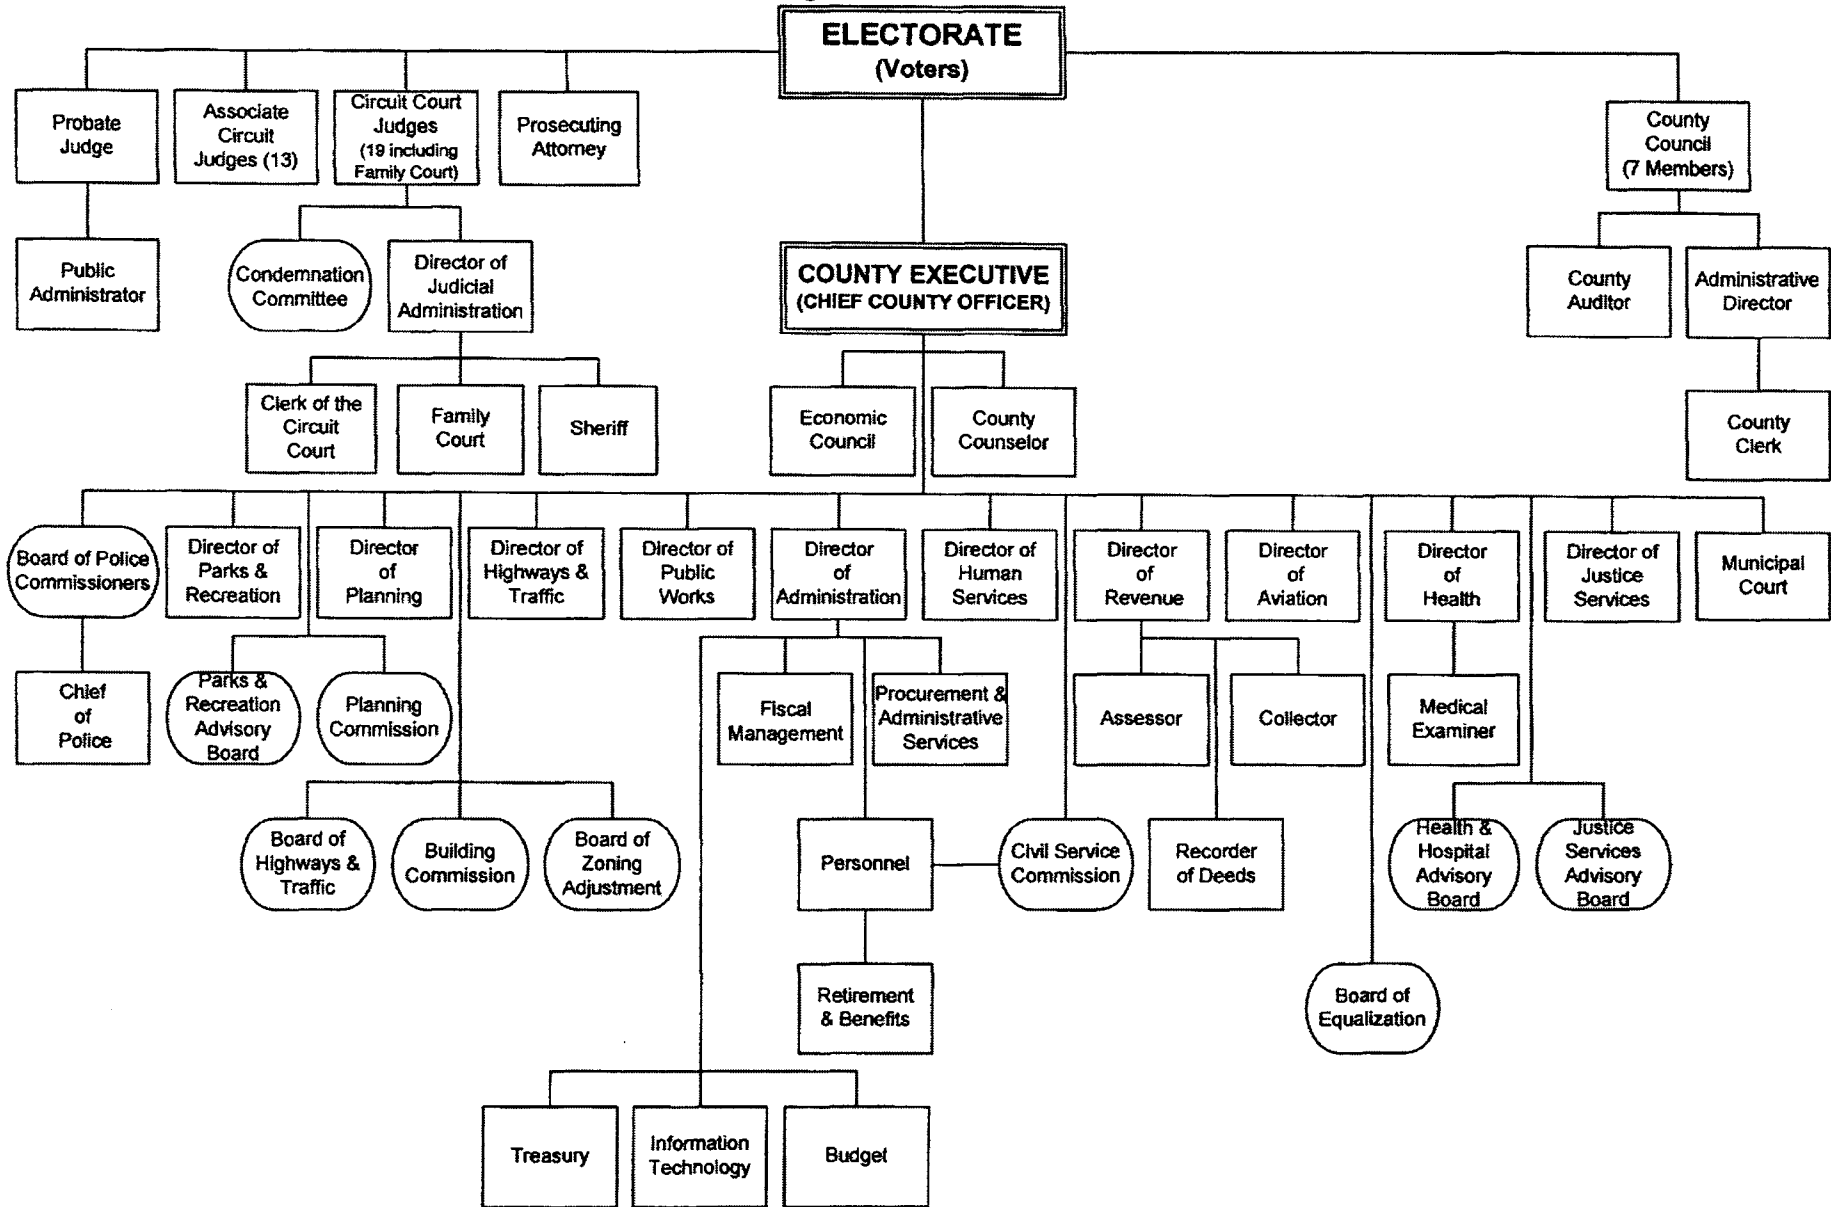 ELECTORATE
(Voters)
Probate
Judge
Associate
Circuit
Judges (13)
Circuit Court
Judges
(19 including
Family Court)
Prosecuting
Attorney
County
Council
(7 Members)
Public
Administrator
Condemnation
Committee
Director of
Judicial
Administration
COUNTY EXECUTIVE
(CHIEF COUNTY OFFICER)
County
Auditor
Administrative
Director
Clerk of the
Circuit
Court
Family
Court
Sheriff
Economic
Council
County
Counselor
County
Clerk
Board of Police
Commissioners
Director of
Parks &
Recreation
Director
of
Planning
Director of
Highways &
Traffic
Director of
Public
Works
Director
of
Administration
Director of
Human
Services
Director
of
Revenue
Director
of
Aviation
Director
of
Health
Director of
Justice
Services
Municipal
Court
Chief
of
Police
Parks &
Recreation
Advisory
Board
Planning
Commission
Fiscal
Management
Procurement &
Administrative
Services
Assessor
Collector
Medical
Examiner
Board of
Highways &
Traffic
Building
Commission
Board of
Zoning
Adjustment
Personnel
Civil Service
Commission
Recorder
of Deeds
Health &
Hospital
Advisory
Board
Justice
Services
Advisory
Board
Retirement
& Benefits
Board of
Equalization
Treasury
Information
Technology
Budget